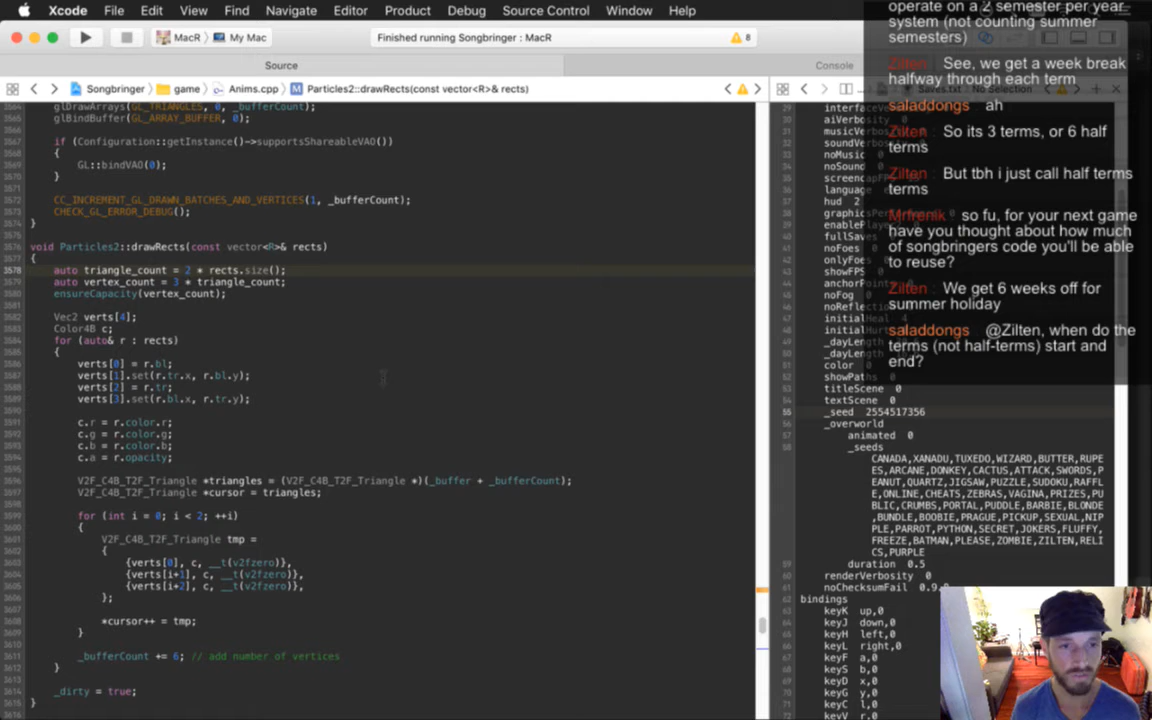 Xcode File Edit View Find Navigate Editor Product Debug Source Control Window Help
MacR My Mac
Finished running Songbringer : MacR
8
Source
Console
Songbringer game Anims.cpp Particles2::drawRects(const vector<R>& rects)
Saves.txt No Selection
3564 glDrawArrays(GL_TRIANGLES, 0, _bufferCount);
glBindBuffer(GL_ARRAY_BUFFER, 0);
if (Configuration::getInstance()->supportsShareableVAO())
{
GL::bindVAO(0);
}
CC_INCREMENT_GL_DRAWN_BATCHES_AND_VERTICES(1, _bufferCount);
CHECK_GL_ERROR_DEBUG();
}
void Particles2::drawRects(const vector<R>& rects)
{
auto triangle_count = 2 * rects.size();
auto vertex_count = 3 * triangle_count;
ensureCapacity(vertex_count);
Vec2 verts[4];
Color4B c;
for (auto& r : rects)
{
verts[0] = r.bl;
verts[1].set(r.tr.x, r.bl.y);
verts[2] = r.tr;
verts[3].set(r.bl.x, r.tr.y);
c.r = r.color.r;
c.g = r.color.g;
c.b = r.color.b;
c.a = r.opacity;
V2F_C4B_T2F_Triangle *triangles = (V2F_C4B_T2F_Triangle *)(_buffer + _bufferCount);
V2F_C4B_T2F_Triangle *cursor = triangles;
for (int i = 0; i < 2; ++i)
{
V2F_C4B_T2F_Triangle tmp =
{
{verts[0], c, __t(v2fzero)},
{verts[i+1], c, __t(v2fzero)},
{verts[i+2], c, __t(v2fzero)},
};
*cursor++ = tmp;
}
_bufferCount += 6; // add number of vertices
}
_dirty = true;
}
aiVerbosity
musicVerbosity
soundVerbosity
noMusic 0
noSound 0
language
hud 2
fullSaves
noFoes
onlyFoes
showFPS
noFog
color
showPaths
titleScene 0
textScene 0
_seed 2554517356
_overworld
animated 0
_seeds
CANADA,XANADU,TUXEDO,WIZARD,BUTTER,RUPE
ES,ARCANE,DONKEY,CACTUS,ATTACK,SWORDS,P
EANUT,QUARTZ,JIGSAW,PUZZLE,SUDOKU,RAFFL
E,ONLINE,CHEATS,ZEBRAS,VAGINA,PRIZES,PU
BLIC,CRUMBS,PORTAL,PUDDLE,BARBIE,BLONDE
,BUNDLE,BOOBIE,PRAGUE,PICKUP,SEXUAL,NIP
PLE,PARROT,PYTHON,SECRET,JOKERS,FLUFFY,
FREEZE,BATMAN,PLEASE,ZOMBIE,ZILTEN,RELI
CS,PURPLE
duration 0.5
renderVerbosity 0
noChecksumFail 0.9.
bindings
keyK up,0
keyJ down,0
keyH left,0
keyL right,0
keyF a,0
keyS b,0
keyD x,0
keyG y,0
keyC l,0
keyV r,0
operate on a 2 semester per year
system (not counting summer
semesters)
Zilten : See, we get a week break
halfway through each term
saladdongs : ah
Zilten : So its 3 terms, or 6 half
terms
Zilten : But tbh i just call half terms
terms
Mrfrenik : so fu, for your next game
have you thought about how much
of songbringers code you'll be able
to reuse?
Zilten : We get 6 weeks off for
summer holiday
saladdongs : @Zilten, when do the
terms (not half-terms) start and
end?